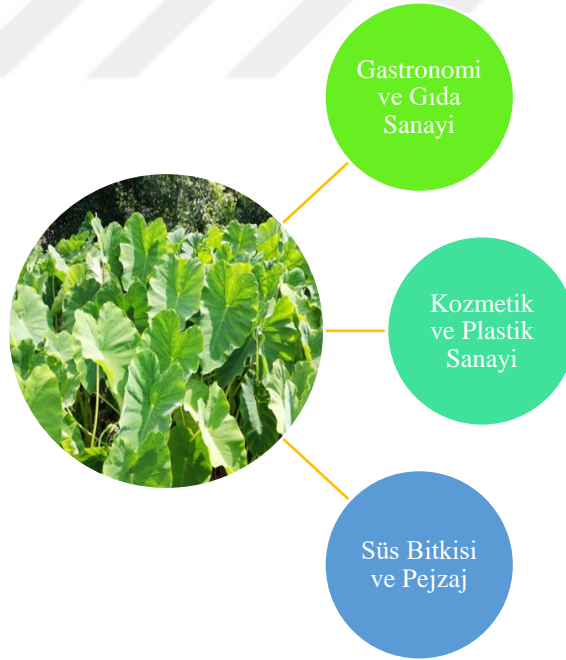 Gastronomi
ve Gıda
Sanayi
Kozmetik
ve Plastik
Sanayi
Süs Bitkisi
ve Pejzaj